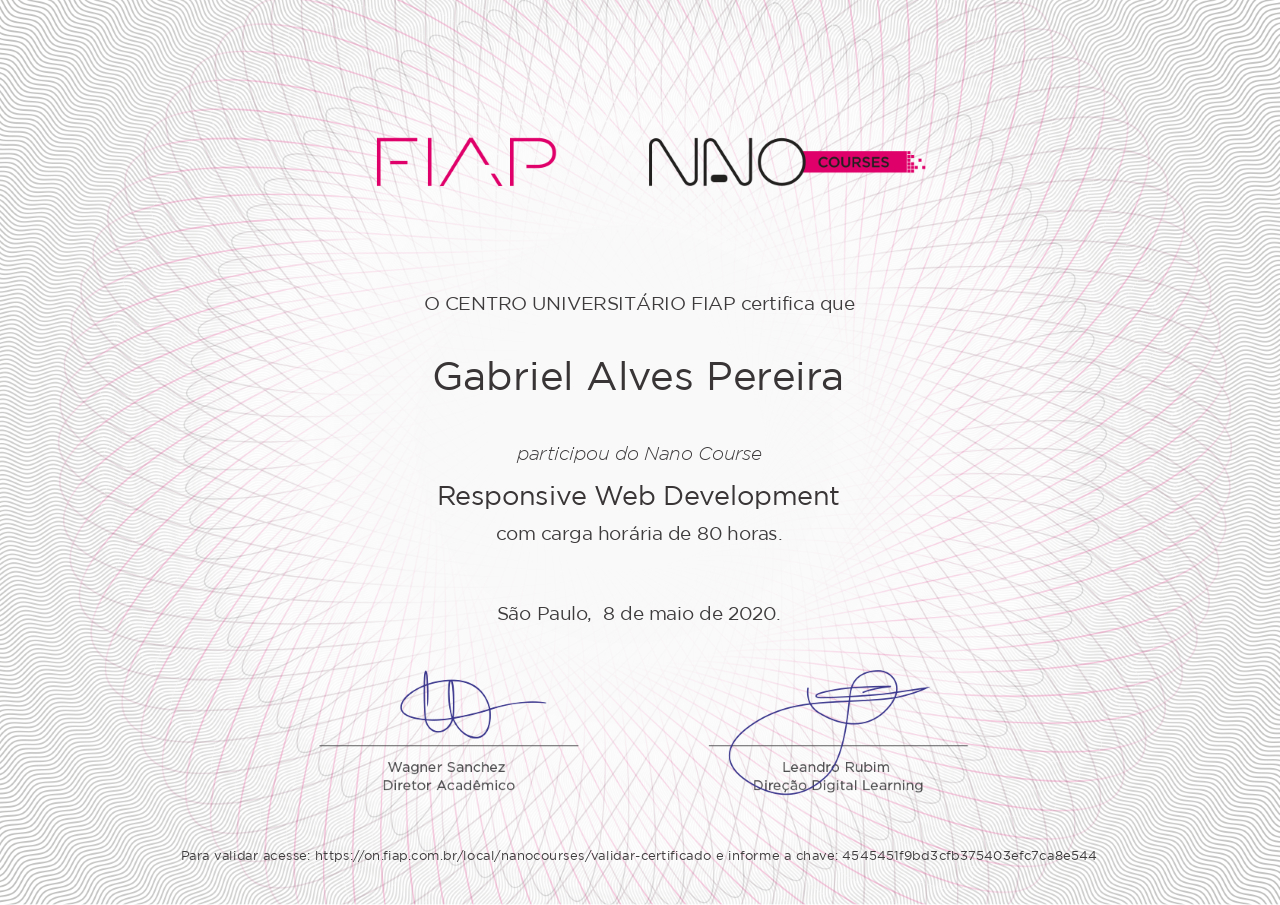 FIAP NANO COURSES
O CENTRO UNIVERSITÁRIO FIAP certifica que
Gabriel Alves Pereira
participou do Nano Course
Responsive Web Development
com carga horária de 80 horas.
São Paulo, 8 de maio de 2020.
Wagner Sanchez
Diretor Acadêmico
Leandro Rubim
Direção Digital Learning
Para validar acesse: https://on.fiap.com.br/local/nanocourses/validar-certificado e informe a chave: 4545451f9bd3cfb375403efc7ca8e544